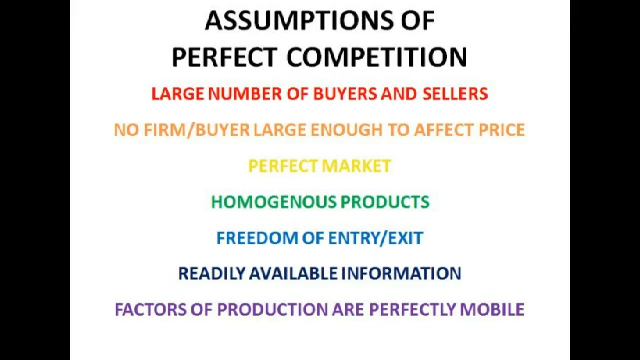 ASSUMPTIONS OF
PERFECT COMPETITION
LARGE NUMBER OF BUYERS AND SELLERS
NO FIRM/BUYER LARGE ENOUGH TO AFFECT PRICE
PERFECT MARKET
HOMOGENOUS PRODUCTS
FREEDOM OF ENTRY/EXIT
READILY AVAILABLE INFORMATION
FACTORS OF PRODUCTION ARE PERFECTLY MOBILE